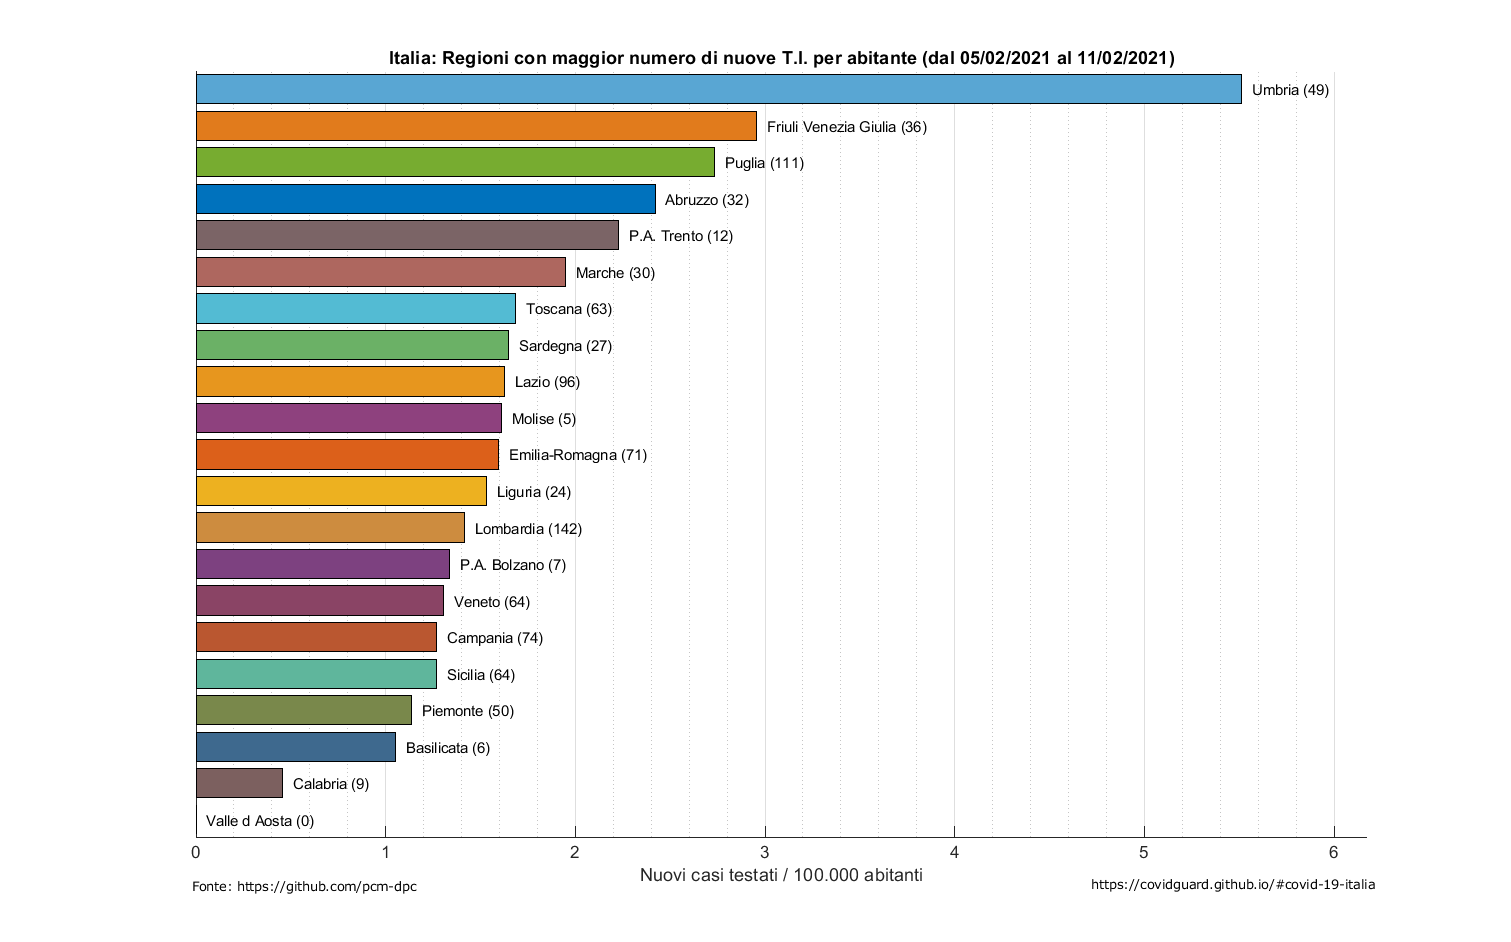 Italia: Regioni con maggior numero di nuove T.I. per abitante (dal 05/02/2021 al 11/02/2021)
Umbria (49)
Friuli Venezia Giulia (36)
Puglia (111)
Abruzzo (32)
P.A. Trento (12)
Marche (30)
Toscana (63)
Sardegna (27)
Lazio (96)
Molise (5)
Emilia-Romagna (71)
Liguria (24)
Lombardia (142)
P.A. Bolzano (7)
Veneto (64)
Campania (74)
Sicilia (64)
Piemonte (50)
Basilicata (6)
Calabria (9)
Valle d Aosta (0)
0 1 2 3 4 5 6
Nuovi casi testati / 100.000 abitanti
Fonte: https://github.com/pcm-dpc
https://covidguard.github.io/#covid-19-italia